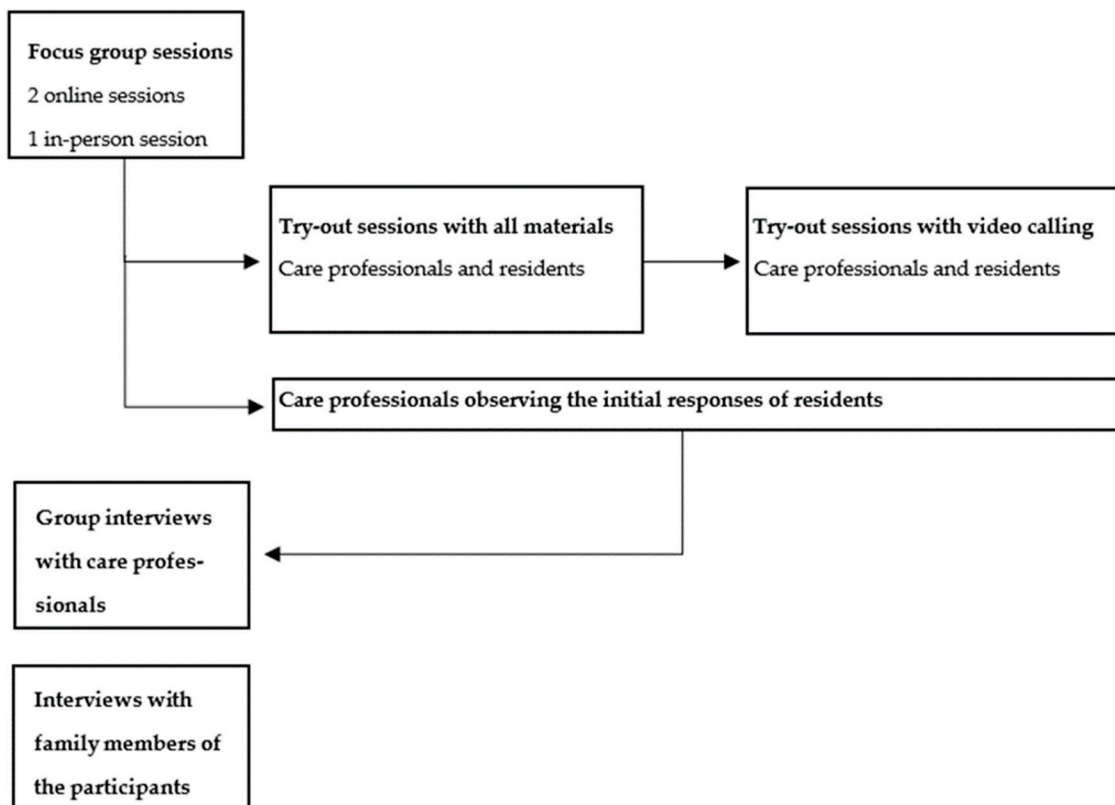 Focus group sessions
2 online sessions
1 in-person session
Try-out sessions with all materials
Care professionals and residents
Try-out sessions with video calling
Care professionals and residents
Care professionals observing the initial responses of residents
Group interviews
with care profes-
sionals
Interviews with
family members of
the participants